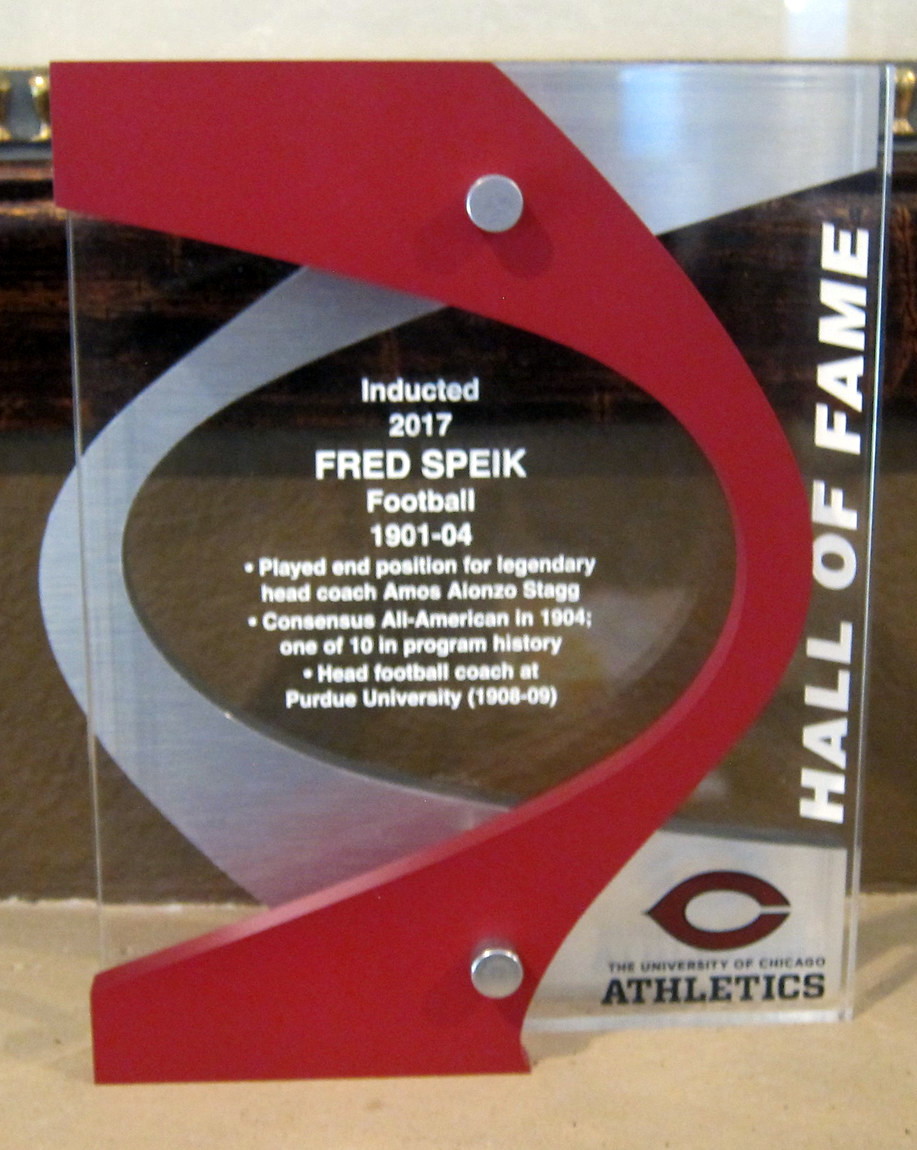 Inducted
2017
FRED SPEIK
Football
1901-04
• Played end position for legendary
head coach Amos Alonzo Stagg
• Consensus All-American in 1904;
one of 10 in program history
• Head football coach at
Purdue University (1908-09)
HALL OF FAME
THE UNIVERSITY OF CHICAGO
ATHLETICS